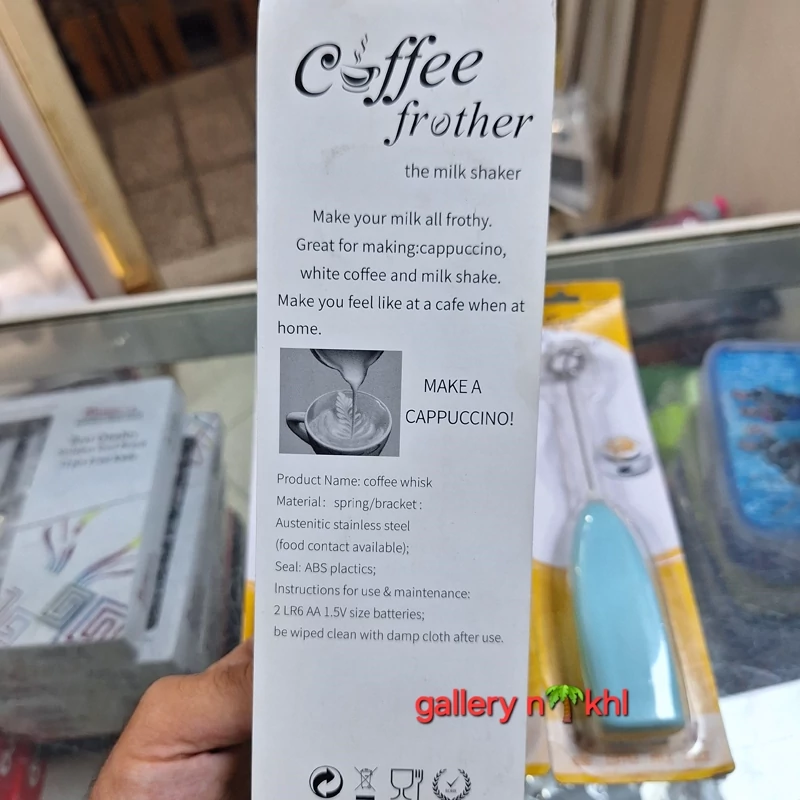 Coffee
frother
the milk shaker
Make your milk all frothy.
Great for making:cappuccino,
white coffee and milk shake.
Make you feel like at a cafe when at
home.
MAKE A
CAPPUCCINO!
Product Name: coffee whisk
Material: spring/bracket:
Austenitic stainless steel
(food contact available);
Seal: ABS plactics;
Instructions for use & maintenance:
2 LR6 AA 1.5V size batteries;
be wiped clean with damp cloth after use.
gallery n🌴khl